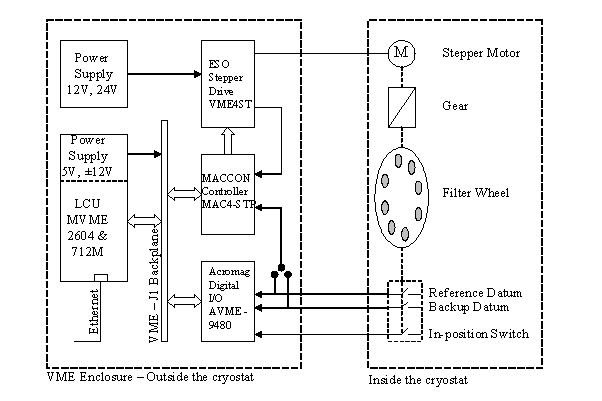 Power
Supply
12V, 24V
ESO
Stepper
Drive
VME4ST
M
Stepper Motor
Gear
Power
Supply
5V, ±12V
LCU
MVME
2604 &
712M
MACCON
Controller
MAC4-STP
Filter Wheel
VME – J1 Backplane
Ethernet
Acromag
Digital
I/O
AVME -
9480
Reference Datum
Backup Datum
In-position Switch
VME Enclosure – Outside the cryostat
Inside the cryostat